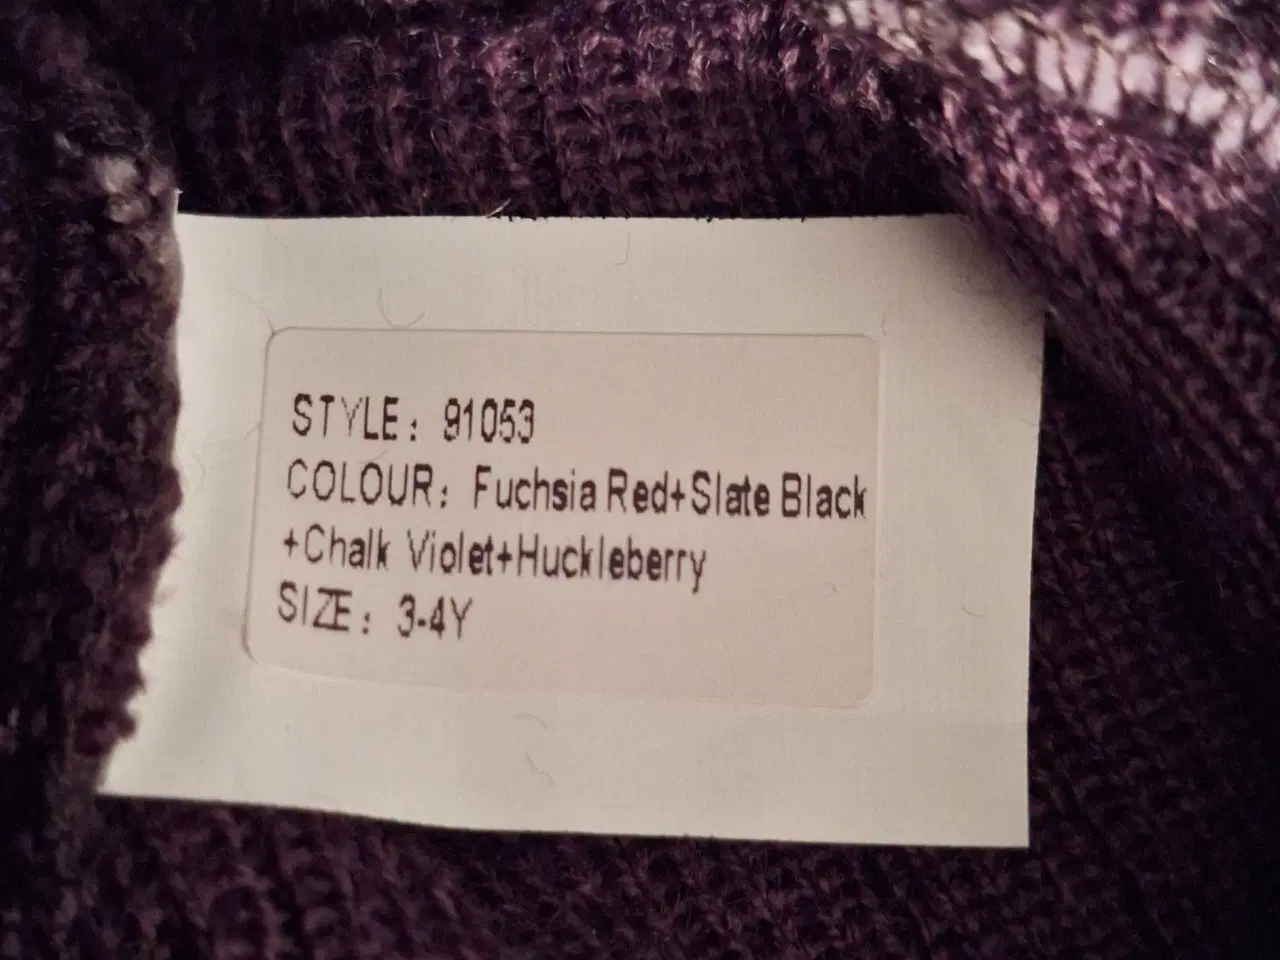 STYLE: 91053
COLOUR: Fuchsia Red+Slate Black
+Chalk Violet+Huckleberry
SIZE: 3-4Y